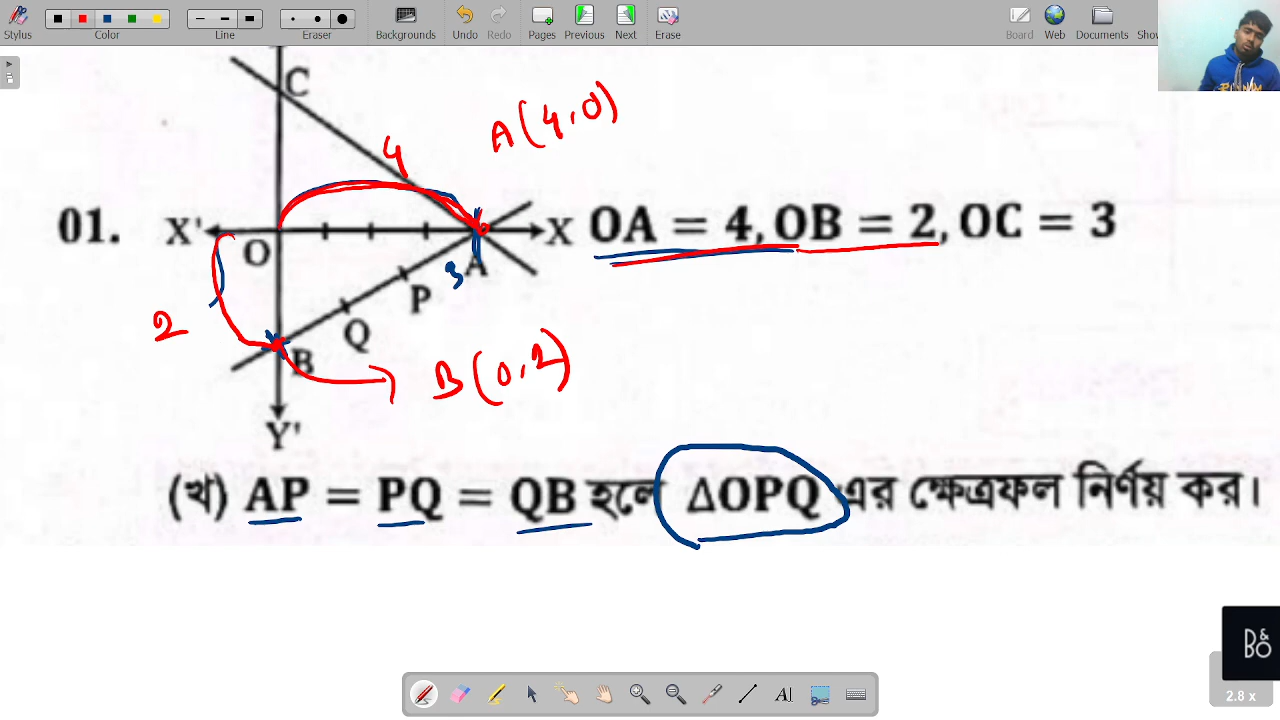 Stylus Color Line Eraser Backgrounds Undo Redo Pages Previous Next Erase Board Web Documents Show
C
4
A(4,0)
01. X' O X OA = 4, OB = 2, OC = 3
3 A
P
2 Q
B B(0,2)
Y'
(খ) AP = PQ = QB হলে ΔOPQ এর ক্ষেত্রফল নির্ণয় কর।
B&O
2.8 x